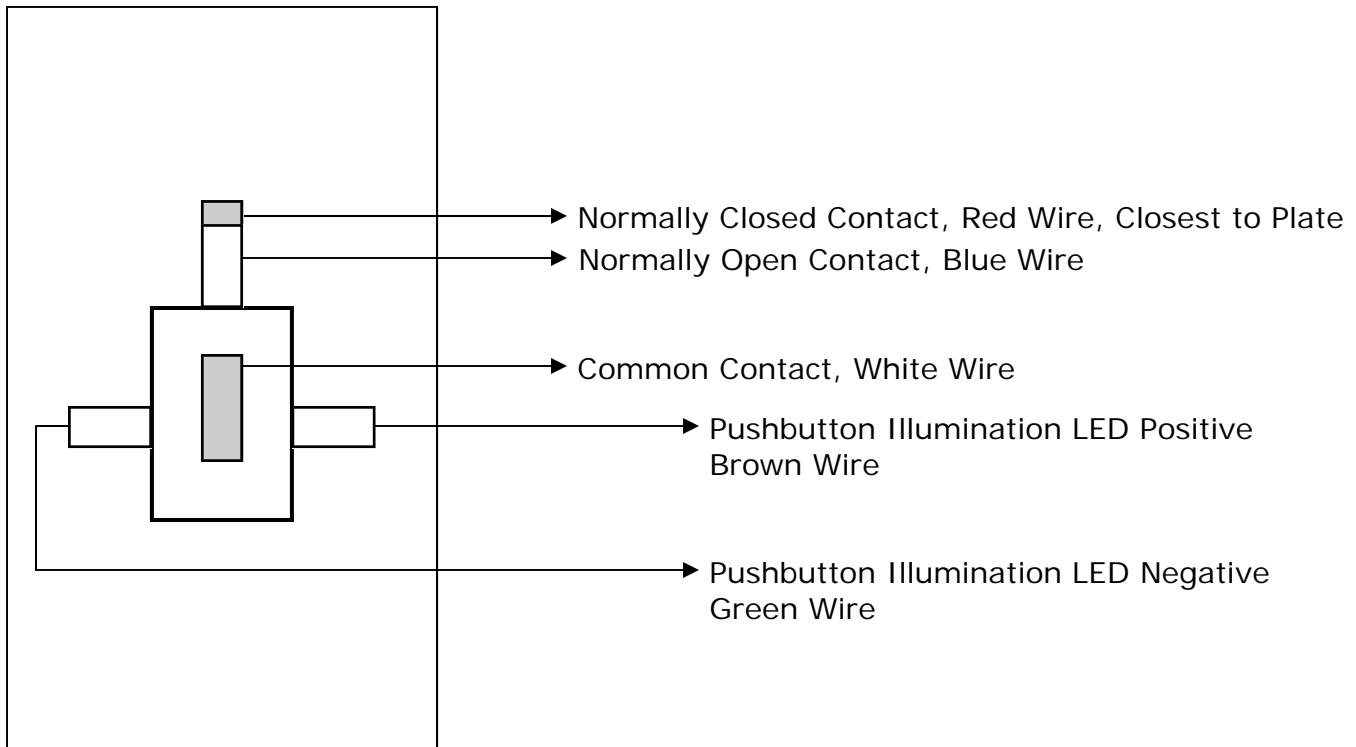 Normally Closed Contact, Red Wire, Closest to Plate
Normally Open Contact, Blue Wire
Common Contact, White Wire
Pushbutton Illumination LED Positive
Brown Wire
Pushbutton Illumination LED Negative
Green Wire